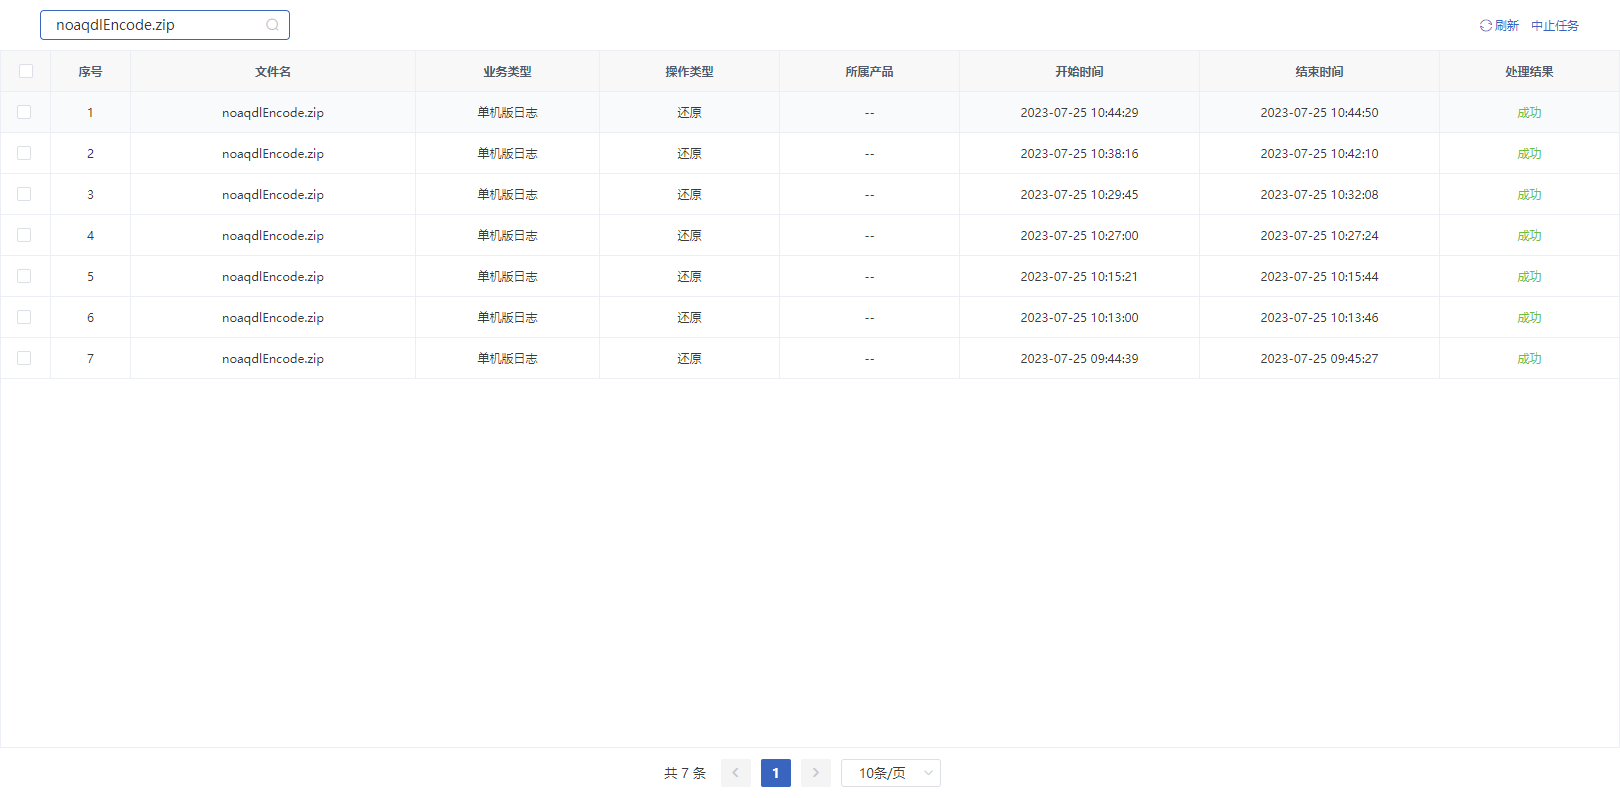 noaqdlEncode.zip 刷新 中止任务
序号 文件名 业务类型 操作类型 所属产品 开始时间 结束时间 处理结果
1 noaqdlEncode.zip 单机版日志 还原 -- 2023-07-25 10:44:29 2023-07-25 10:44:50 成功
2 noaqdlEncode.zip 单机版日志 还原 -- 2023-07-25 10:38:16 2023-07-25 10:42:10 成功
3 noaqdlEncode.zip 单机版日志 还原 -- 2023-07-25 10:29:45 2023-07-25 10:32:08 成功
4 noaqdlEncode.zip 单机版日志 还原 -- 2023-07-25 10:27:00 2023-07-25 10:27:24 成功
5 noaqdlEncode.zip 单机版日志 还原 -- 2023-07-25 10:15:21 2023-07-25 10:15:44 成功
6 noaqdlEncode.zip 单机版日志 还原 -- 2023-07-25 10:13:00 2023-07-25 10:13:46 成功
7 noaqdlEncode.zip 单机版日志 还原 -- 2023-07-25 09:44:39 2023-07-25 09:45:27 成功
共 7 条 1 10条/页